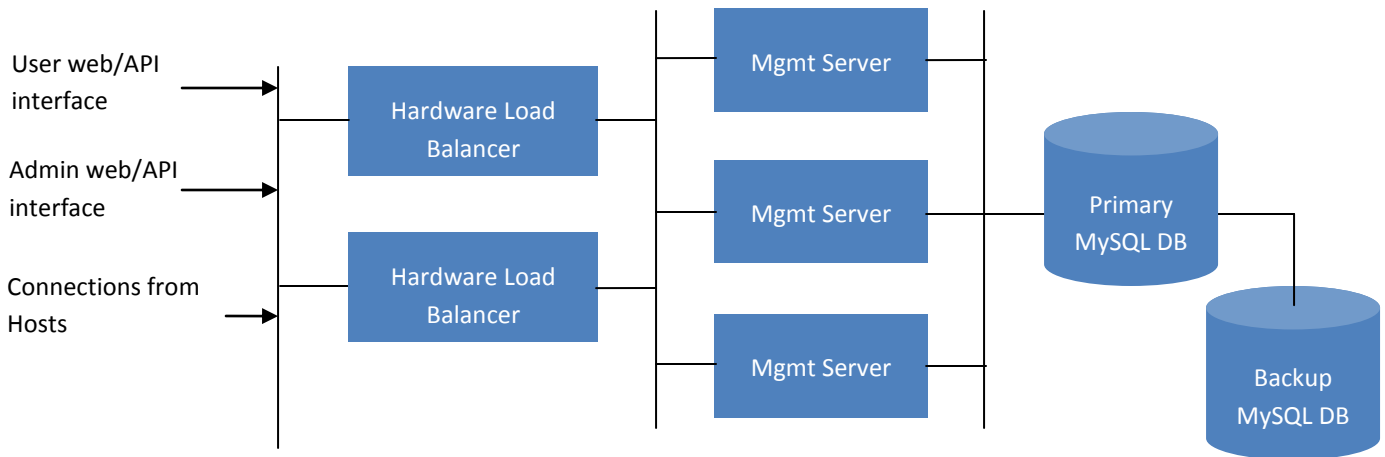 User web/API
interface
Admin web/API
interface
Connections from
Hosts
Hardware Load
Balancer
Hardware Load
Balancer
Mgmt Server
Mgmt Server
Mgmt Server
Primary
MySQL DB
Backup
MySQL DB